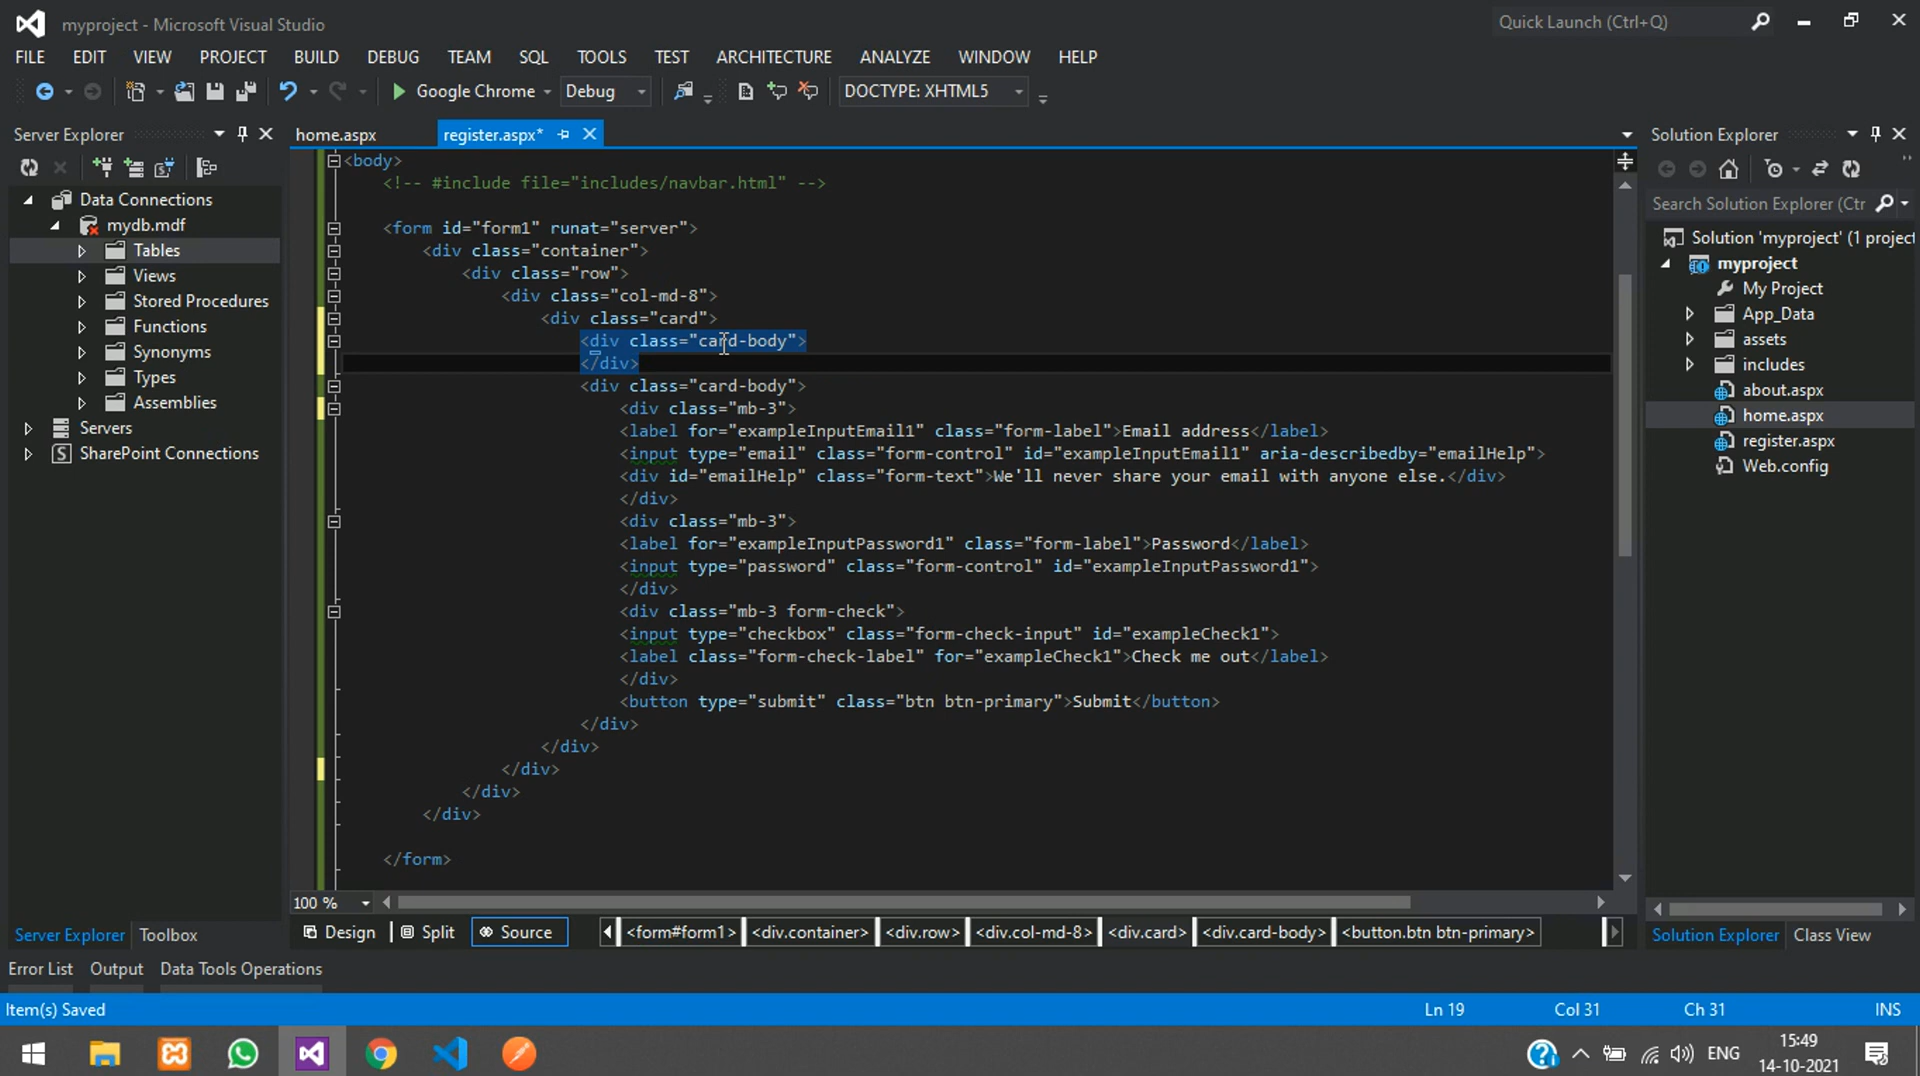 myproject - Microsoft Visual Studio
Quick Launch (Ctrl+Q)
FILE EDIT VIEW PROJECT BUILD DEBUG TEAM SQL TOOLS TEST ARCHITECTURE ANALYZE WINDOW HELP
Google Chrome Debug DOCTYPE: XHTML5
Server Explorer
home.aspx register.aspx*
Solution Explorer
Data Connections
mydb.mdf
Tables
Views
Stored Procedures
Functions
Synonyms
Types
Assemblies
Servers
SharePoint Connections
<body>
<!-- #include file="includes/navbar.html" -->
<form id="form1" runat="server">
<div class="container">
<div class="row">
<div class="col-md-8">
<div class="card">
<div class="card-body">
</div>
<div class="card-body">
<div class="mb-3">
<label for="exampleInputEmail1" class="form-label">Email address</label>
<input type="email" class="form-control" id="exampleInputEmail1" aria-describedby="emailHelp">
<div id="emailHelp" class="form-text">We'll never share your email with anyone else.</div>
</div>
<div class="mb-3">
<label for="exampleInputPassword1" class="form-label">Password</label>
<input type="password" class="form-control" id="exampleInputPassword1">
</div>
<div class="mb-3 form-check">
<input type="checkbox" class="form-check-input" id="exampleCheck1">
<label class="form-check-label" for="exampleCheck1">Check me out</label>
</div>
<button type="submit" class="btn btn-primary">Submit</button>
</div>
</div>
</div>
</div>
</div>
</form>
Search Solution Explorer (Ctr
Solution 'myproject' (1 project
myproject
My Project
App_Data
assets
includes
about.aspx
home.aspx
register.aspx
Web.config
100 %
Design Split Source <form#form1> <div.container> <div.row> <div.col-md-8> <div.card> <div.card-body> <button.btn btn-primary>
Server Explorer Toolbox
Solution Explorer Class View
Error List Output Data Tools Operations
Item(s) Saved Ln 19 Col 31 Ch 31 INS
ENG
15:49
14-10-2021